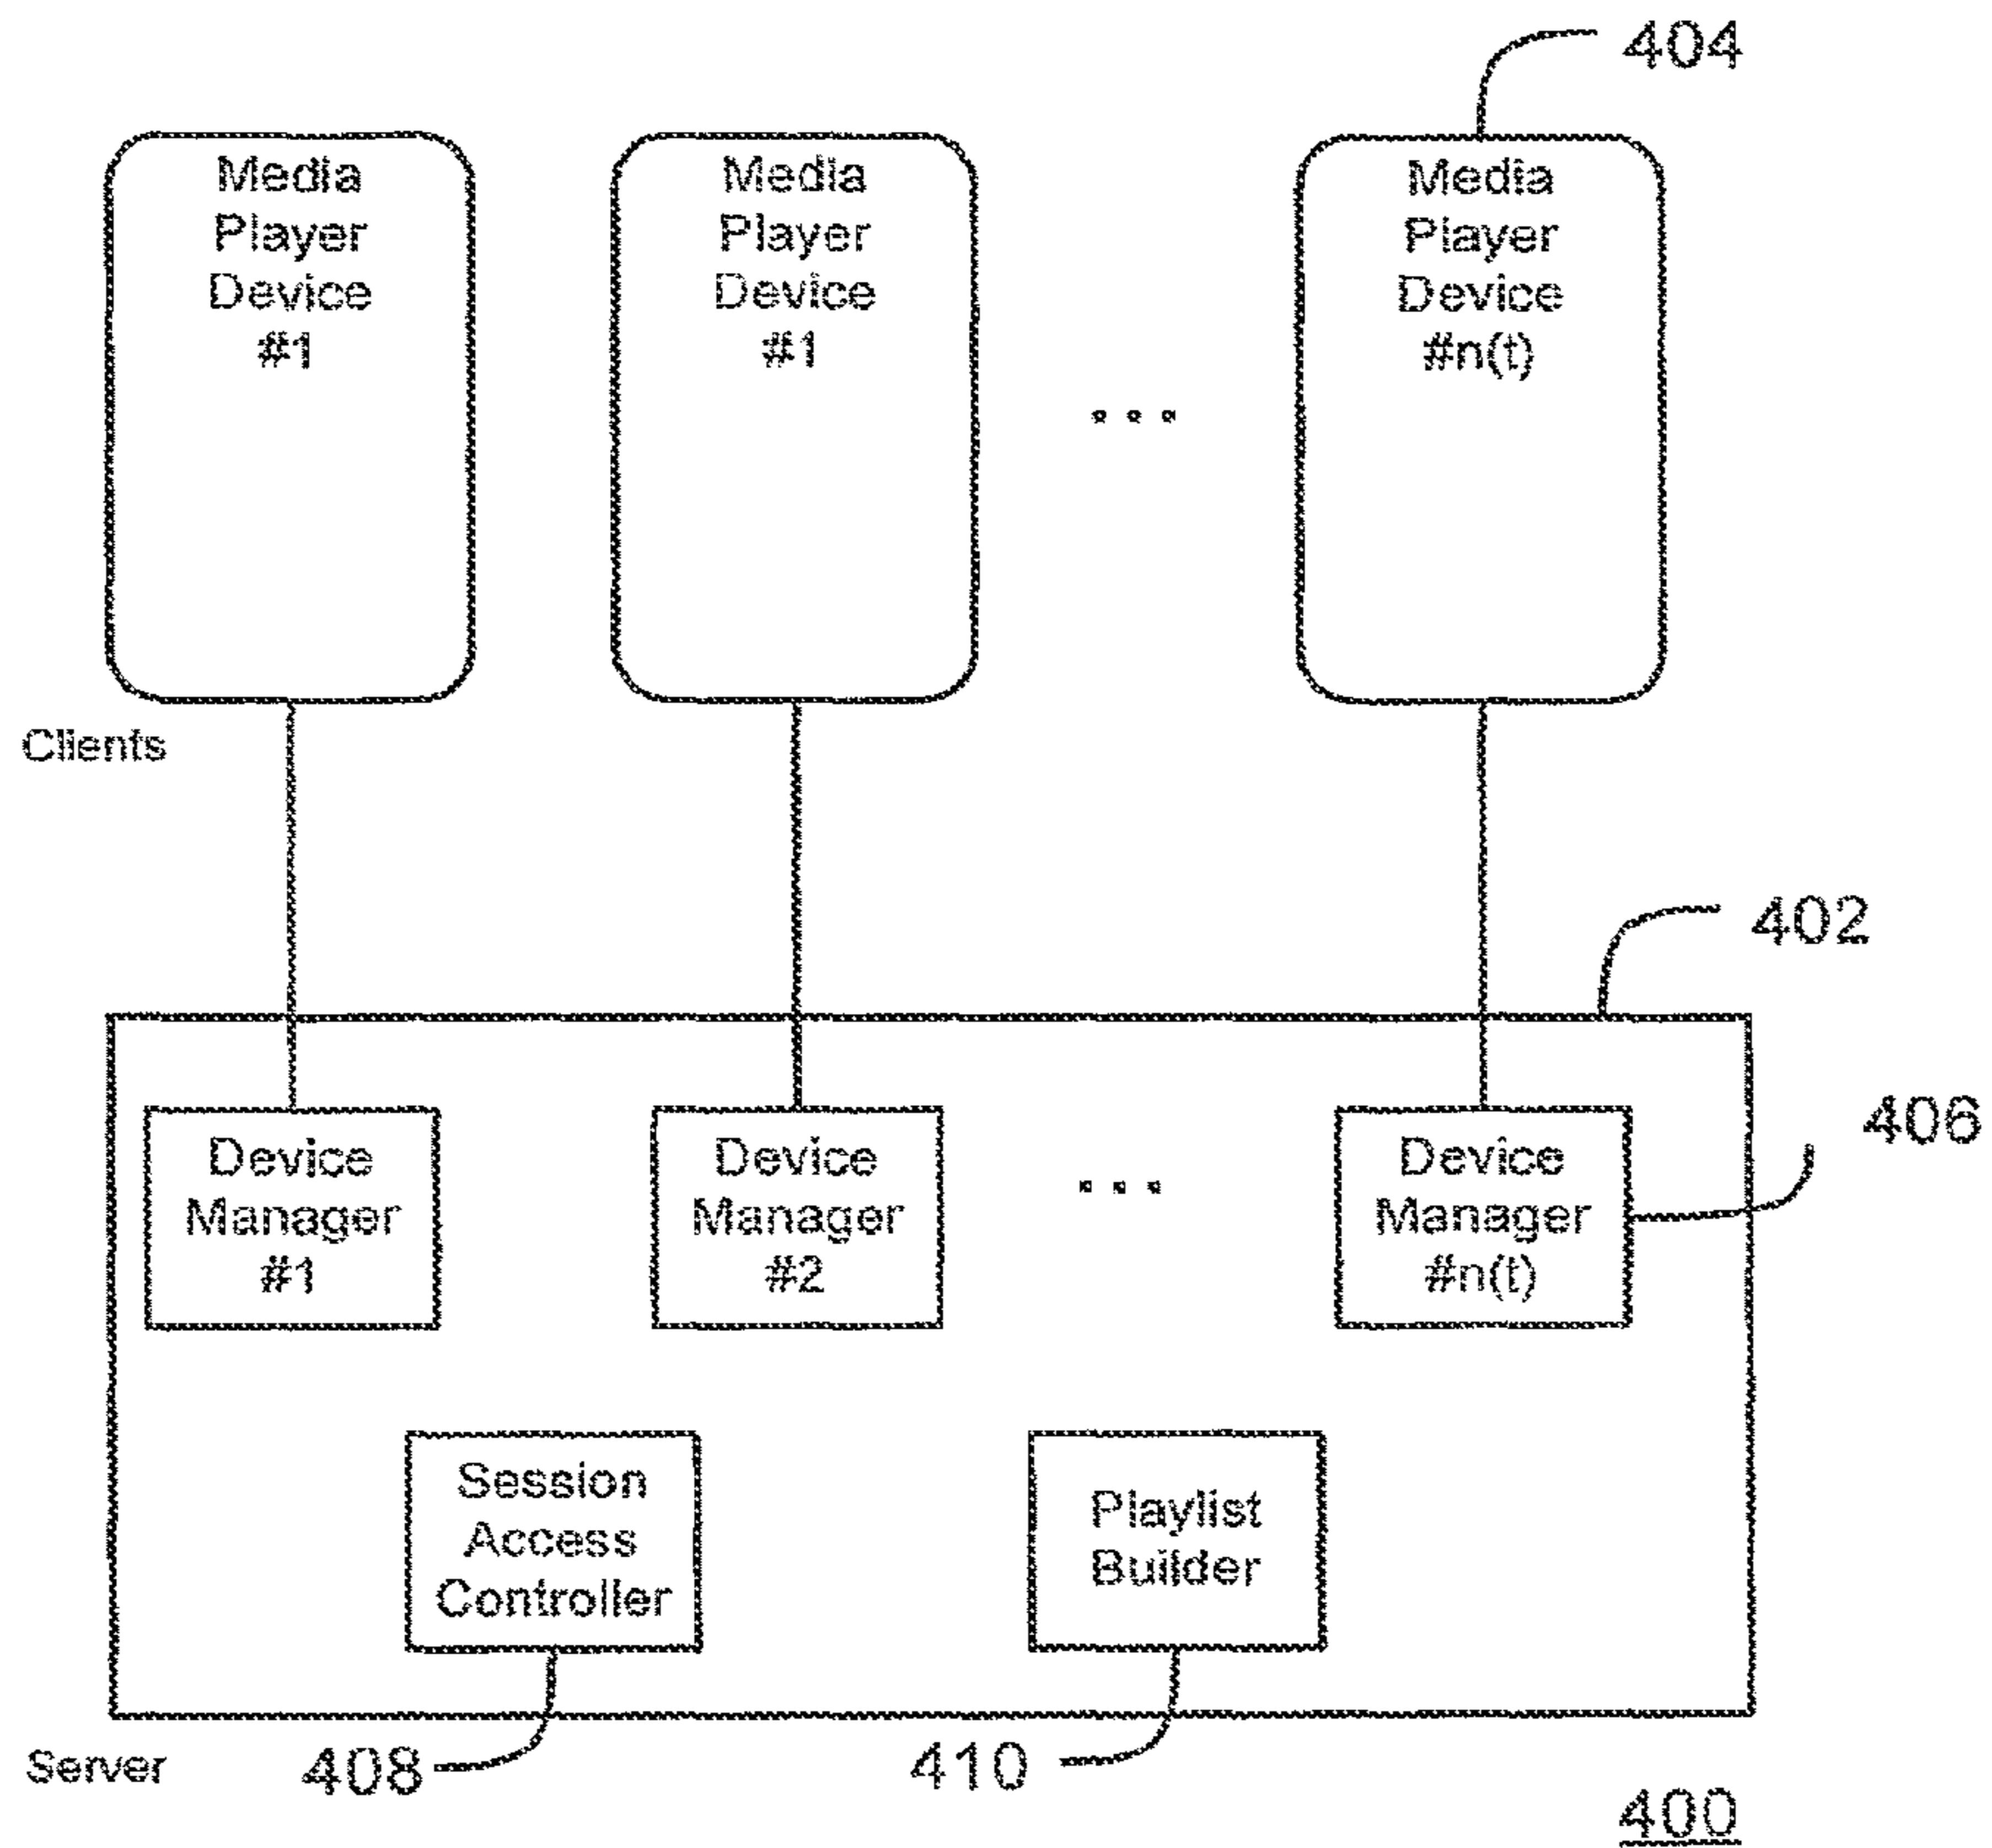 404
Media
Player
Device
#1
Media
Player
Device
#1
Media
Player
Device
#n(t)
. . .
Clients
402
Device
Manager
#1
Device
Manager
#2
. . .
Device
Manager
#n(t)
406
Session
Access
Controller
Playlist
Builder
Server
408
410
400